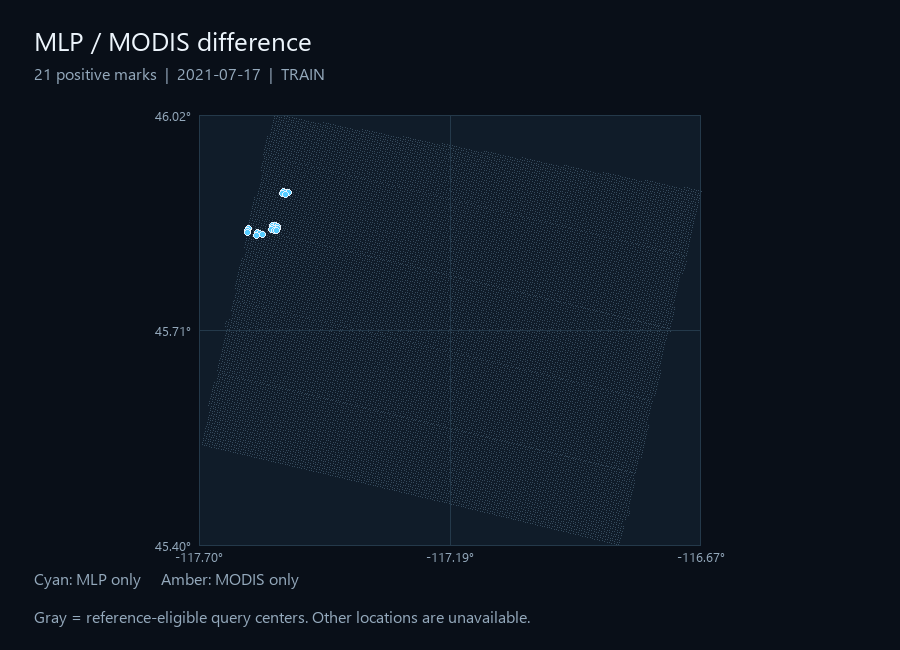 MLP / MODIS difference
21 positive marks | 2021-07-17 | TRAIN
46.02°
45.71°
45.40°
-117.70° -117.19° -116.67°
Cyan: MLP only Amber: MODIS only
Gray = reference-eligible query centers. Other locations are unavailable.